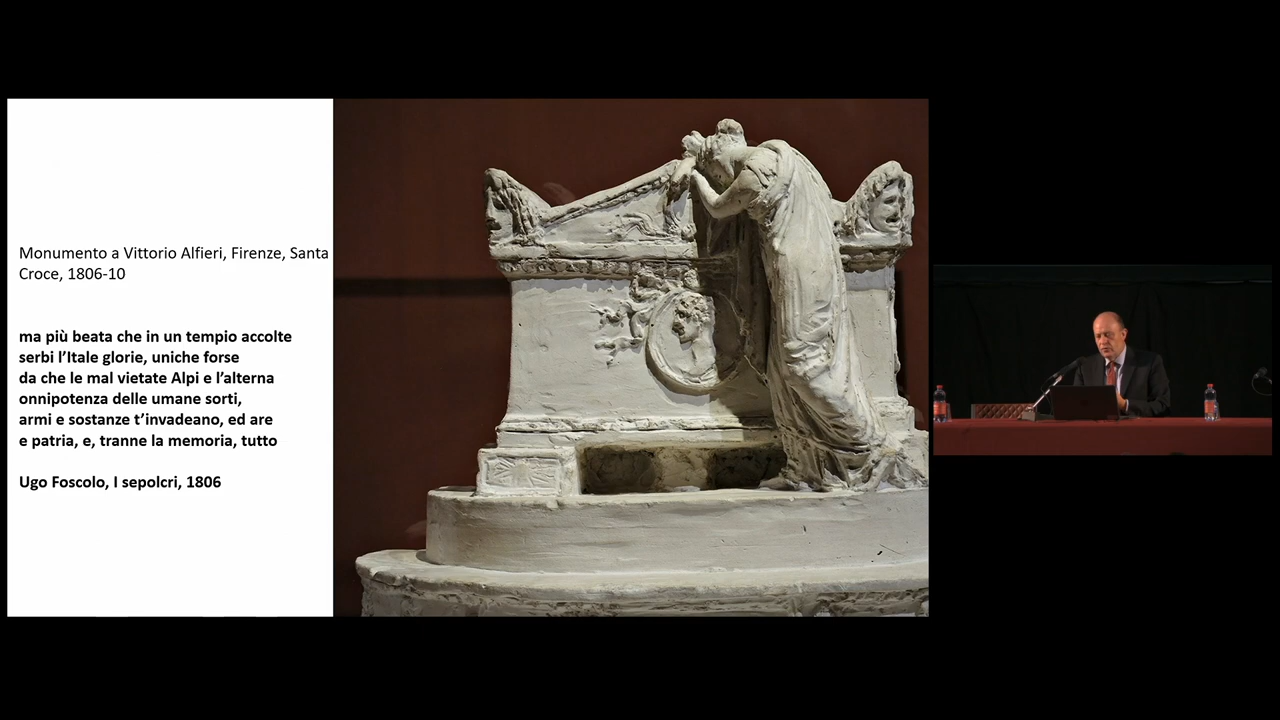 Monumento a Vittorio Alfieri, Firenze, Santa
Croce, 1806-10
ma più beata che in un tempio accolte
serbi l’Itale glorie, uniche forse
da che le mal vietate Alpi e l’alterna
onnipotenza delle umane sorti,
armi e sostanze t’invadeano, ed are
e patria, e, tranne la memoria, tutto
Ugo Foscolo, I sepolcri, 1806